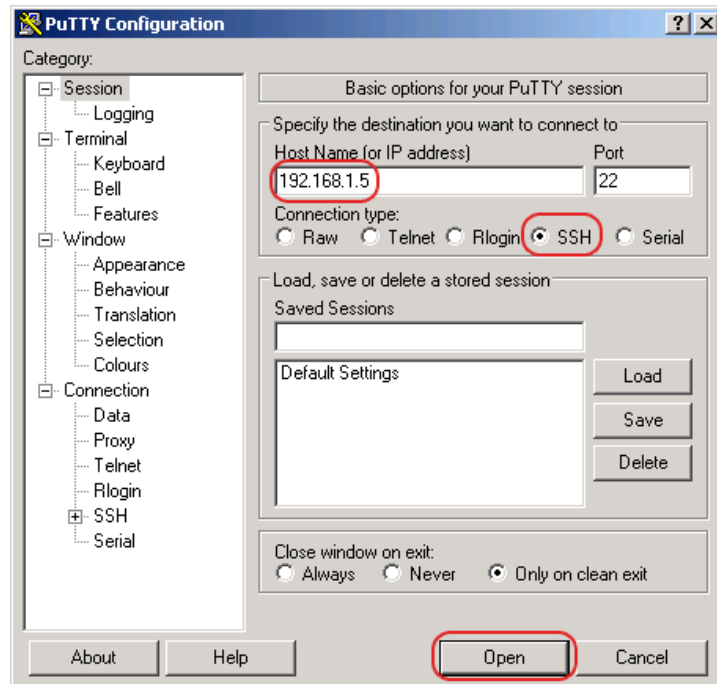 PuTTY Configuration
Category:
Session
Logging
Terminal
Keyboard
Bell
Features
Window
Appearance
Behaviour
Translation
Selection
Colours
Connection
Data
Proxy
Telnet
Rlogin
SSH
Serial
Basic options for your PuTTY session
Specify the destination you want to connect to
Host Name (or IP address) Port
192.168.1.5 22
Connection type:
Raw Telnet Rlogin SSH Serial
Load, save or delete a stored session
Saved Sessions
Default Settings
Load
Save
Delete
Close window on exit:
Always Never Only on clean exit
About Help Open Cancel